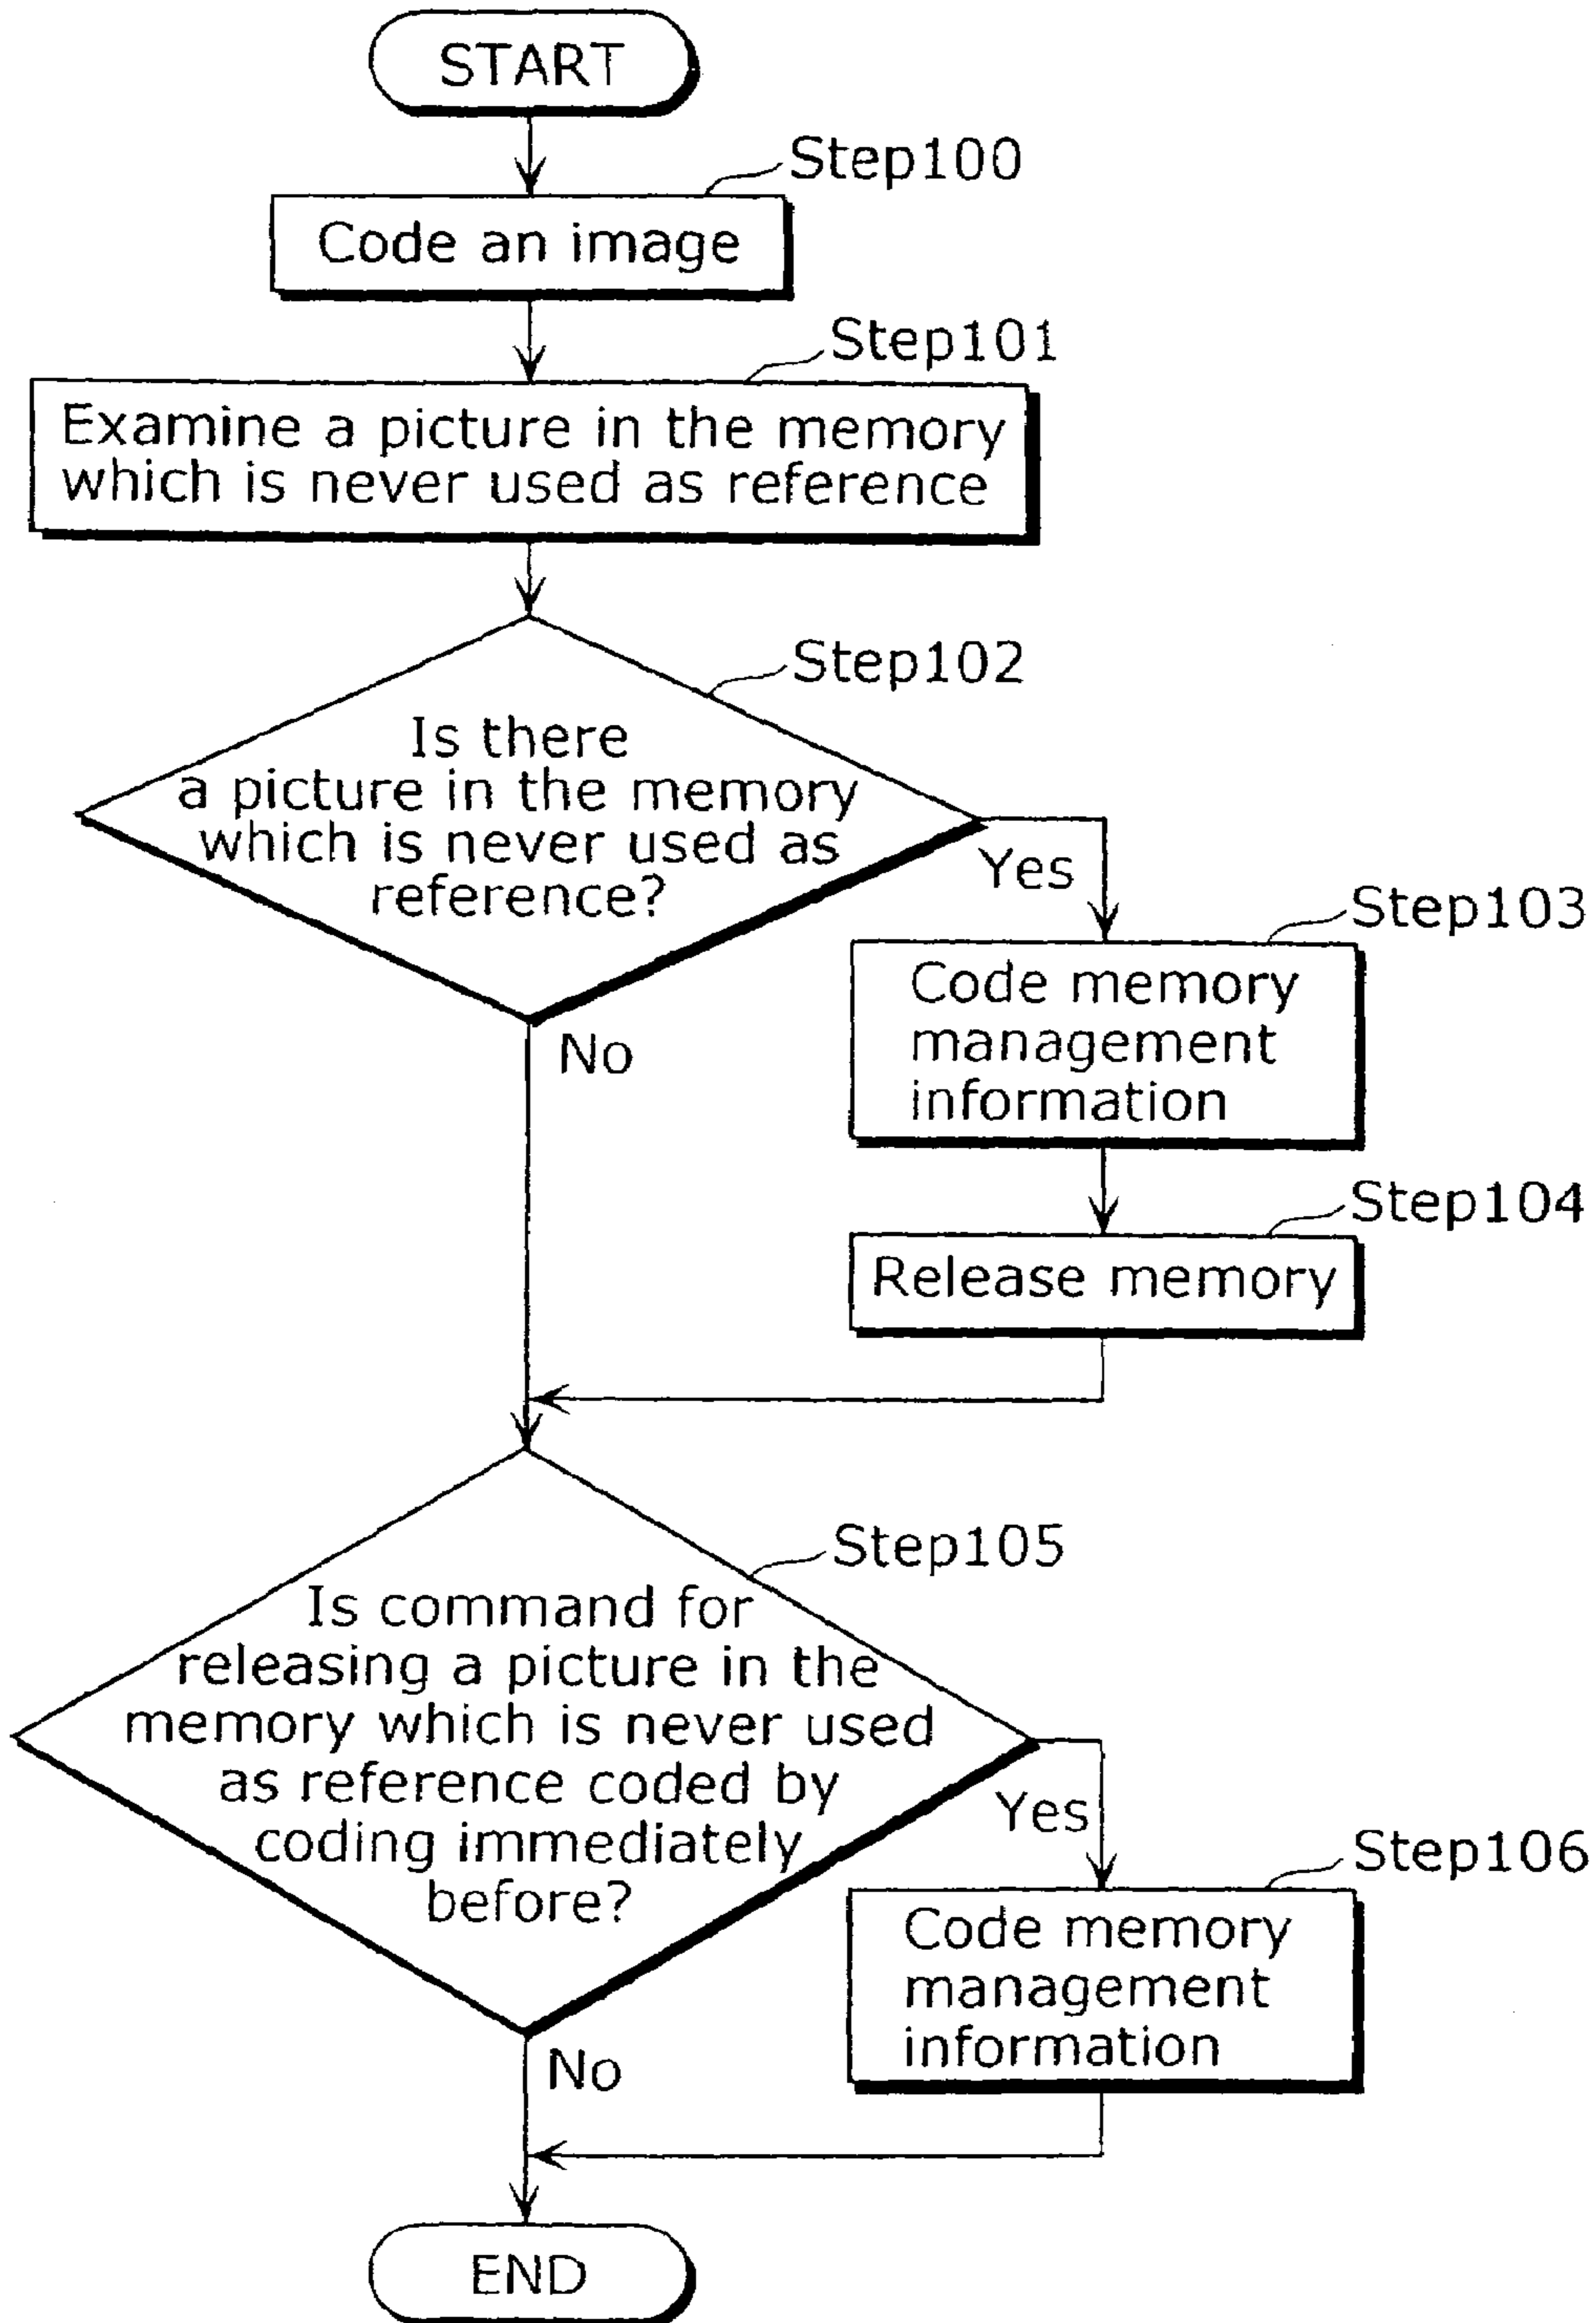 START
Step100
Code an image
Step101
Examine a picture in the memory
which is never used as reference
Step102
Is there
a picture in the memory
which is never used as
reference?
Yes
No
Step103
Code memory
management
information
Step104
Release memory
Step105
Is command for
releasing a picture in the
memory which is never used
as reference coded by
coding immediately
before?
Yes
No
Step106
Code memory
management
information
END